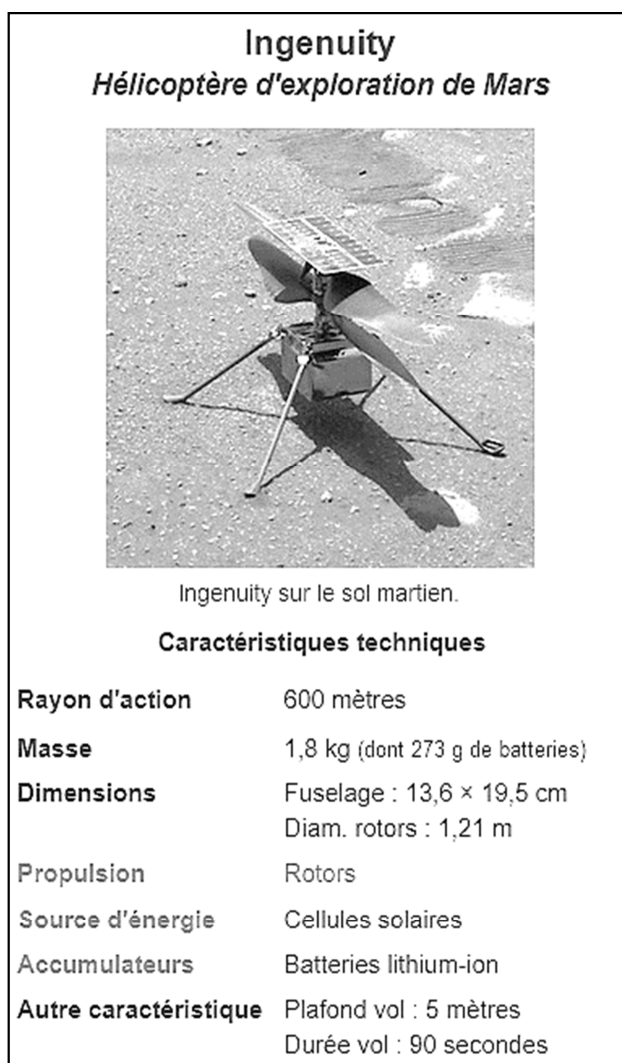 Ingenuity
Hélicoptère d'exploration de Mars
Ingenuity sur le sol martien.
Caractéristiques techniques
Rayon d'action 600 mètres
Masse 1,8 kg (dont 273 g de batteries)
Dimensions Fuselage : 13,6 × 19,5 cm
Diam. rotors : 1,21 m
Propulsion Rotors
Source d'énergie Cellules solaires
Accumulateurs Batteries lithium-ion
Autre caractéristique Plafond vol : 5 mètres
Durée vol : 90 secondes